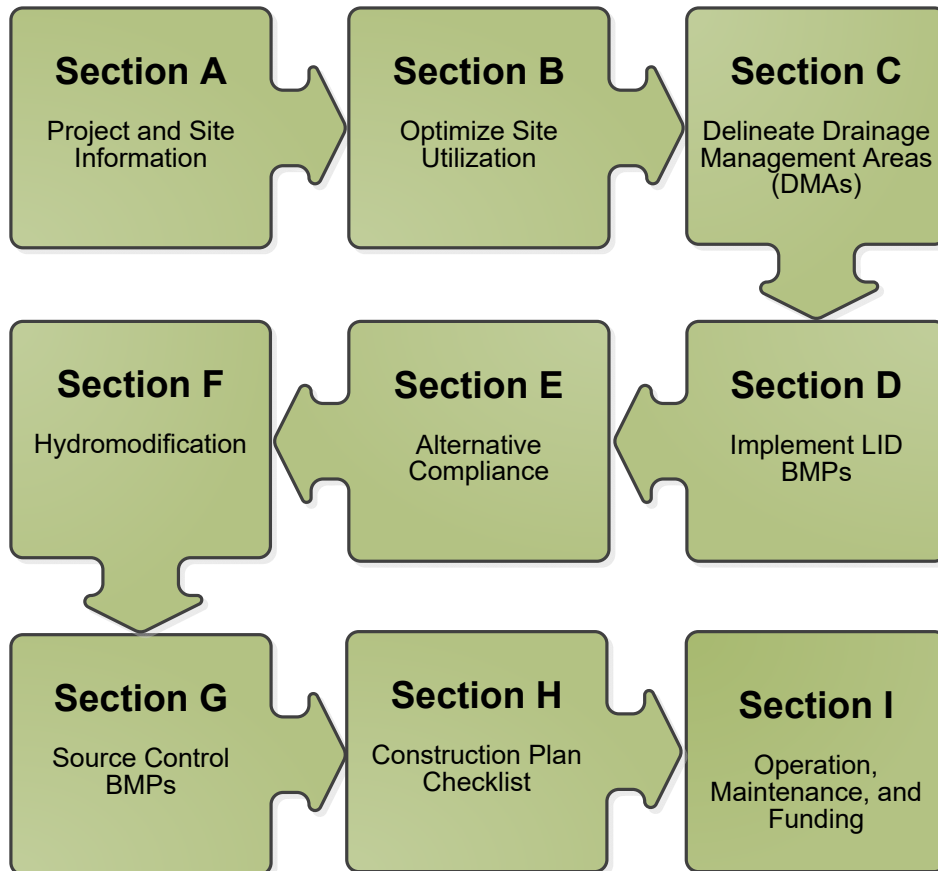 Section A
Project and Site
Information
Section B
Optimize Site
Utilization
Section C
Delineate Drainage
Management Areas
(DMAs)
Section D
Implement LID
BMPs
Section E
Alternative
Compliance
Section F
Hydromodification
Section G
Source Control
BMPs
Section H
Construction Plan
Checklist
Section I
Operation,
Maintenance, and
Funding